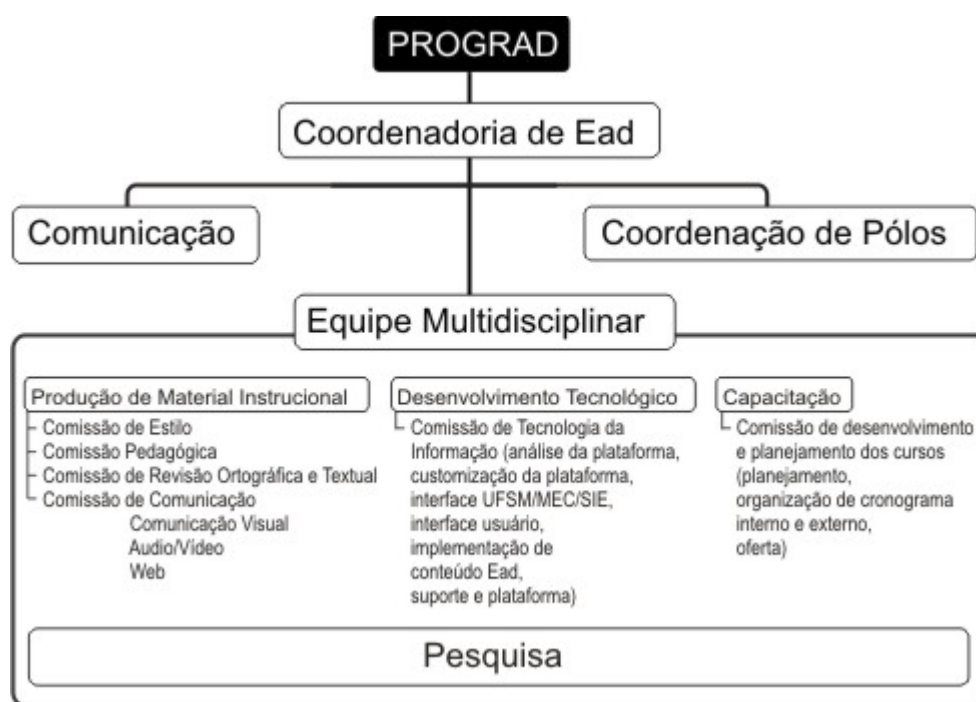 PROGRAD
Coordenadoria de Ead
Comunicação
Coordenação de Pólos
Equipe Multidisciplinar
Produção de Material Instrucional
Comissão de Estilo
Comissão Pedagógica
Comissão de Revisão Ortográfica e Textual
Comissão de Comunicação
Comunicação Visual
Audio/Vídeo
Web
Desenvolvimento Tecnológico
Comissão de Tecnologia da
Informação (análise da plataforma,
customização da plataforma,
interface UFSM/MEC/SIE,
interface usuário,
implementação de
conteúdo Ead,
suporte e plataforma)
Capacitação
Comissão de desenvolvimento
e planejamento dos cursos
(planejamento,
organização de cronograma
interno e externo,
oferta)
Pesquisa